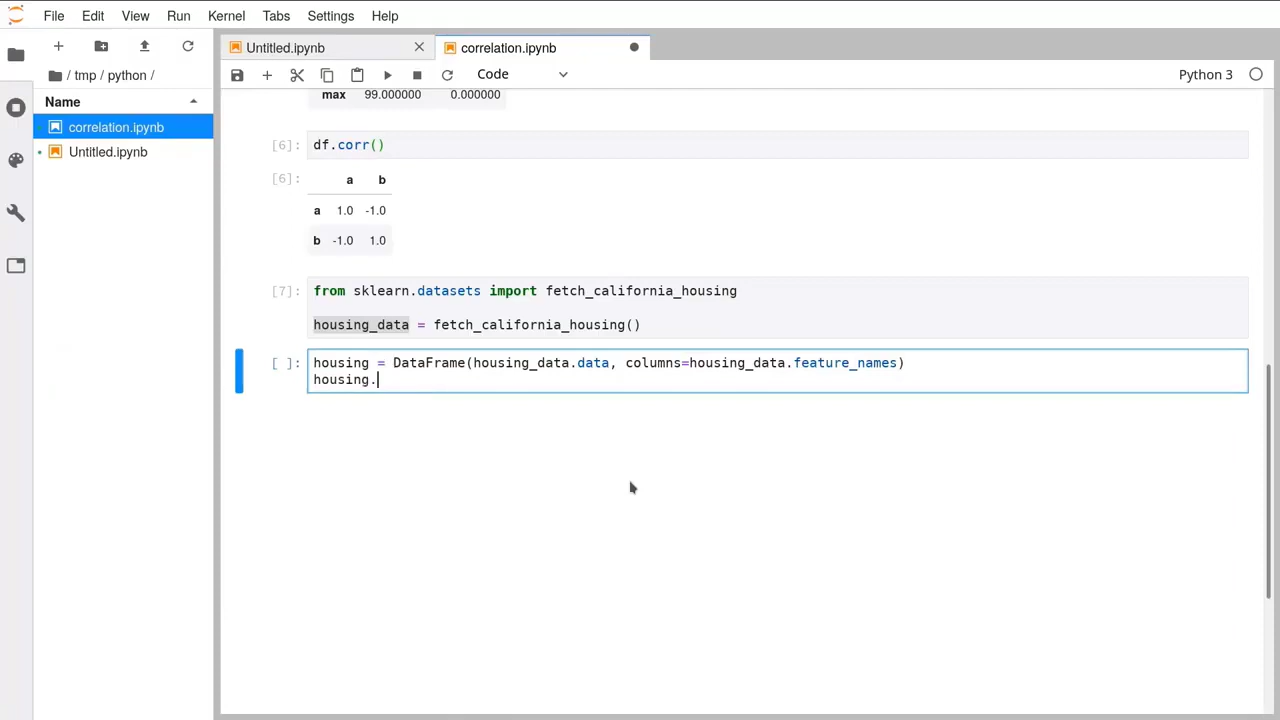 File Edit View Run Kernel Tabs Settings Help
Untitled.ipynb
correlation.ipynb
Code
Python 3
/ tmp / python /
Name
correlation.ipynb
Untitled.ipynb
max 99.000000 0.000000
[6]: df.corr()
[6]: a b
a 1.0 -1.0
b -1.0 1.0
[7]: from sklearn.datasets import fetch_california_housing
housing_data = fetch_california_housing()
[ ]: housing = DataFrame(housing_data.data, columns=housing_data.feature_names)
housing.